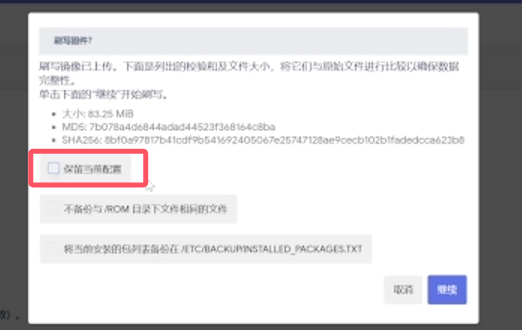 刷写固件?
刷写镜像已上传。下面是列出的校验和及文件大小，将它们与原始文件进行比较以确保数据
完整性。
单击下面的“继续”开始刷写。
大小: 83.25 MiB
MD5: 7b078a4d6844adad44523f368164c8ba
SHA256: 8bf0a97817b41cdf9b541692405067e25747128ae9cecb102b1fadedcca623b8
保留当前配置
不备份与 /ROM 目录下文件相同的文件
将当前安装的包列表备份在 /ETC/BACKUP/INSTALLED_PACKAGES.TXT
取消
继续